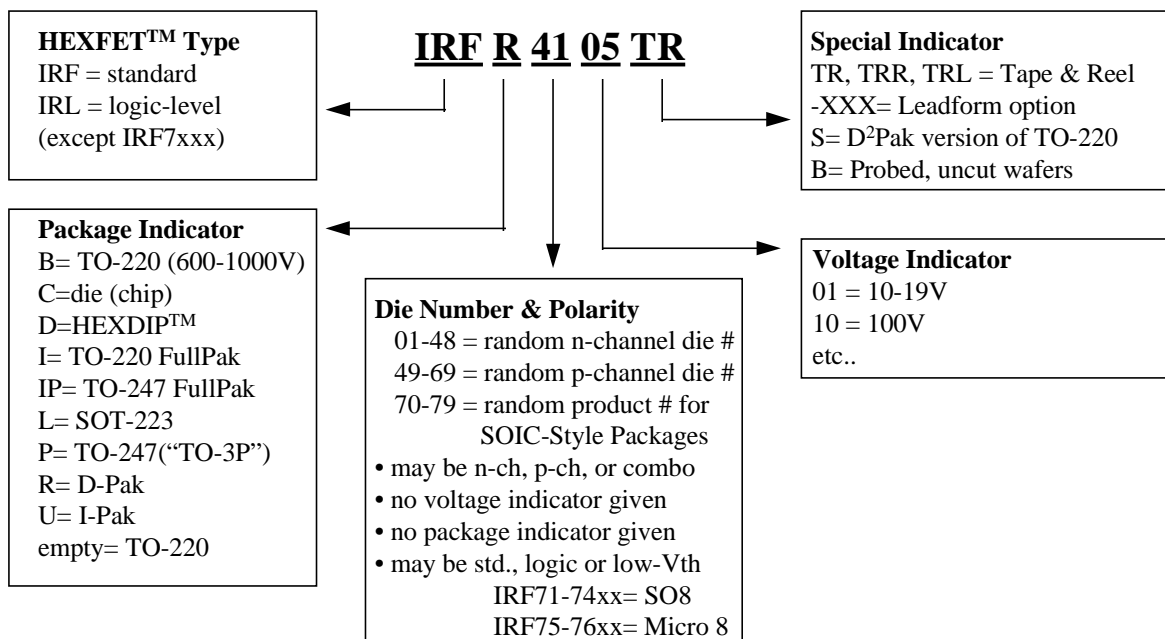 HEXFET™ Type
IRF = standard
IRL = logic-level
(except IRF7xxx)
IRF R 41 05 TR
Special Indicator
TR, TRR, TRL = Tape & Reel
-XXX= Leadform option
S= D²Pak version of TO-220
B= Probed, uncut wafers
Package Indicator
B= TO-220 (600-1000V)
C=die (chip)
D=HEXDIP™
I= TO-220 FullPak
IP= TO-247 FullPak
L= SOT-223
P= TO-247(“TO-3P”)
R= D-Pak
U= I-Pak
empty= TO-220
Die Number & Polarity
01-48 = random n-channel die #
49-69 = random p-channel die #
70-79 = random product # for
SOIC-Style Packages
• may be n-ch, p-ch, or combo
• no voltage indicator given
• no package indicator given
• may be std., logic or low-Vth
IRF71-74xx= SO8
IRF75-76xx= Micro 8
Voltage Indicator
01 = 10-19V
10 = 100V
etc..